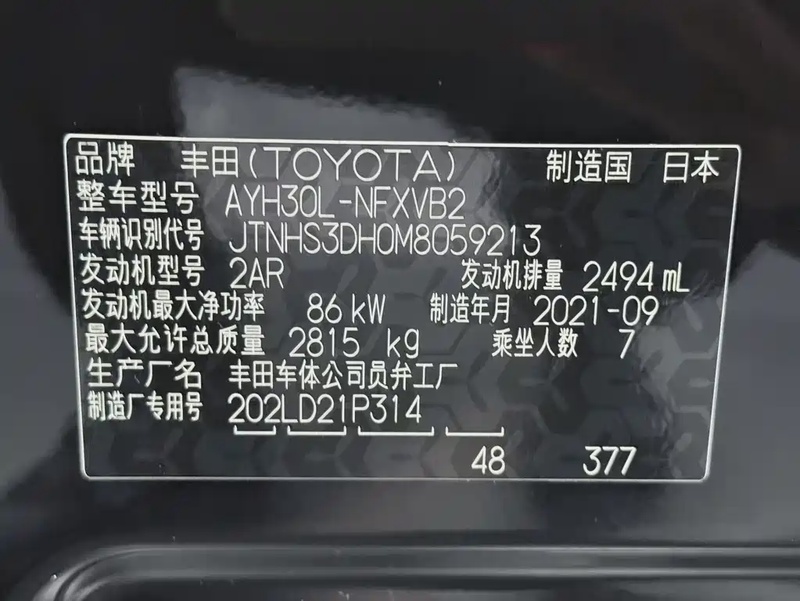 品牌 丰田(TOYOTA) 制造国 日本
整车型号 AYH30L-NFXVB2
车辆识别代号 JTNHS3DH0M8059213
发动机型号 2AR 发动机排量 2494 mL
发动机最大净功率 86 kW 制造年月 2021-09
最大允许总质量 2815 kg 乘坐人数 7
生产厂名 丰田车体公司员弁工厂
制造厂专用号 202LD21P314
48 377